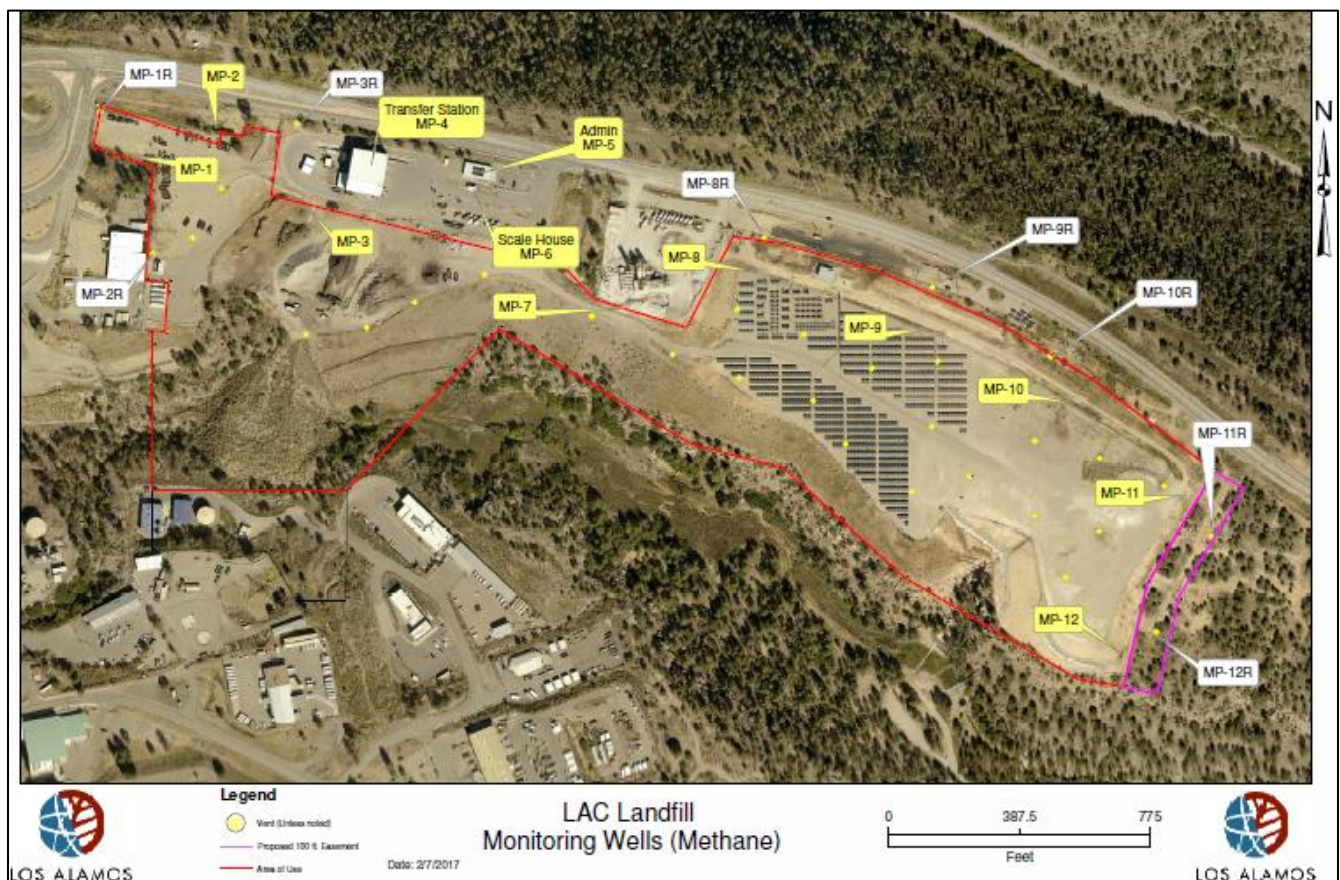 MP-1R
MP-2
MP-3R
Transfer Station
MP-4
Admin
MP-5
N
MP-1
MP-8R
MP-3
Scale House
MP-6
MP-8
MP-9R
MP-2R
MP-7
MP-10R
MP-9
MP-10
MP-11R
MP-11
MP-12
MP-12R
Legend
Vent (Unless noted)
Proposed 100 ft. Easement
Area of Use
Date: 2/7/2017
LAC Landfill
Monitoring Wells (Methane)
0 387.5 775
Feet
LOS ALAMOS
LOS ALAMOS